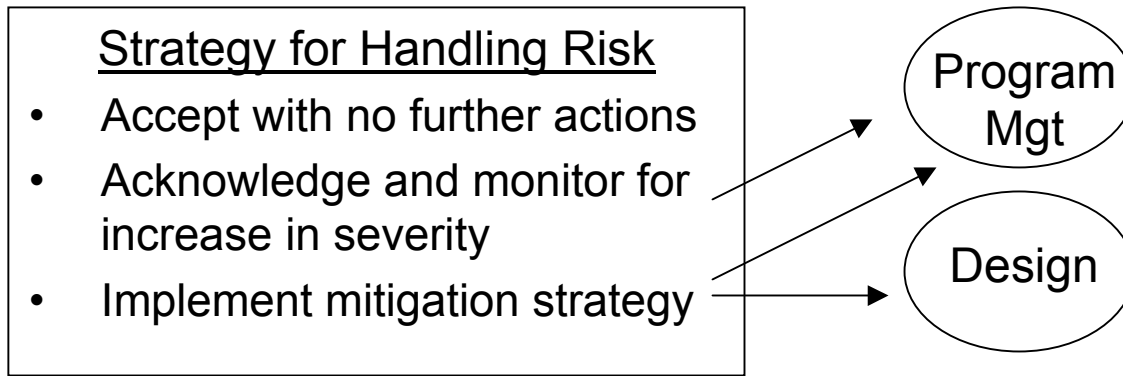 Strategy for Handling Risk
• Accept with no further actions
• Acknowledge and monitor for
increase in severity
• Implement mitigation strategy
Program
Mgt
Design